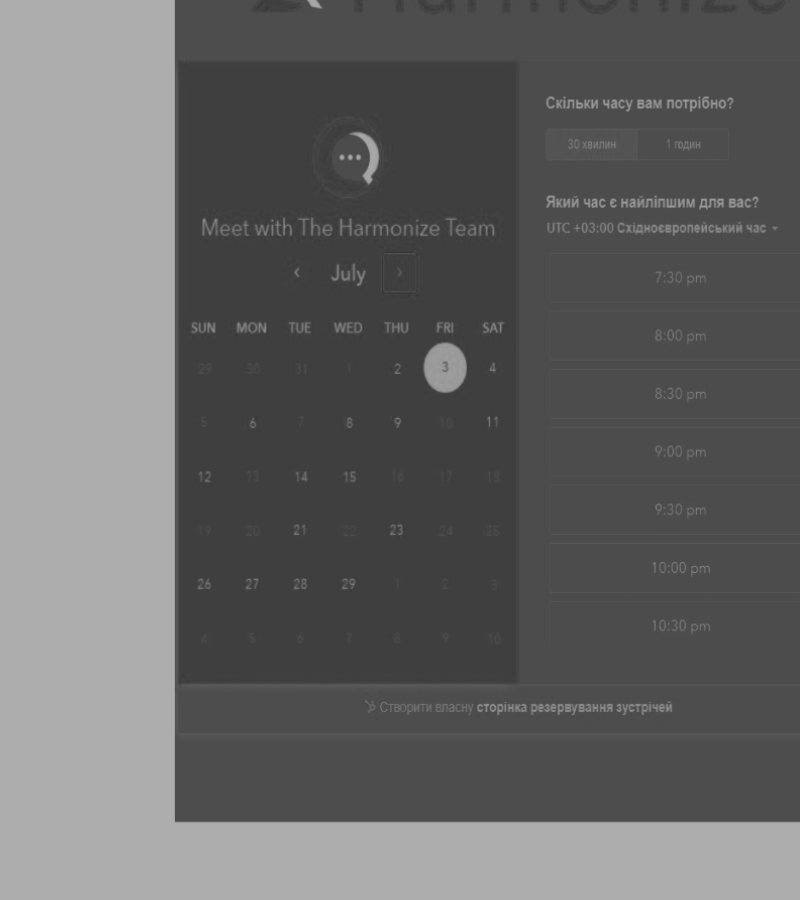 Harmonize
Meet with The Harmonize Team
‹ July ›
SUN MON TUE WED THU FRI SAT
29 30 31 1 2 3 4
5 6 7 8 9 10 11
12 13 14 15 16 17 18
19 20 21 22 23 24 25
26 27 28 29 1 2 3
4 5 6 7 8 9 10
Скільки часу вам потрібно?
30 хвилин 1 годин
Який час є найліпшим для вас?
UTC +03:00 Східноєвропейський час
7:30 pm
8:00 pm
8:30 pm
9:00 pm
9:30 pm
10:00 pm
10:30 pm
Створити власну сторінка резервування зустрічей